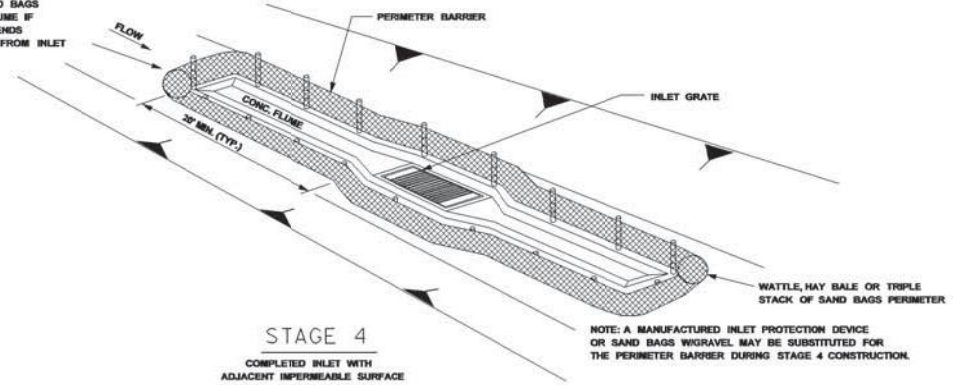 BAGS
UME IF
ENDS
FROM INLET
FLOW
PERIMETER BARRIER
INLET GRATE
CONC. FLUME
20' MIN. (TYP.)
WATTLE, HAY BALE OR TRIPLE
STACK OF SAND BAGS PERIMETER
NOTE: A MANUFACTURED INLET PROTECTION DEVICE
OR SAND BAGS W/GRAVEL MAY BE SUBSTITUTED FOR
THE PERIMETER BARRIER DURING STAGE 4 CONSTRUCTION.
STAGE 4
COMPLETED INLET WITH
ADJACENT IMPERMEABLE SURFACE